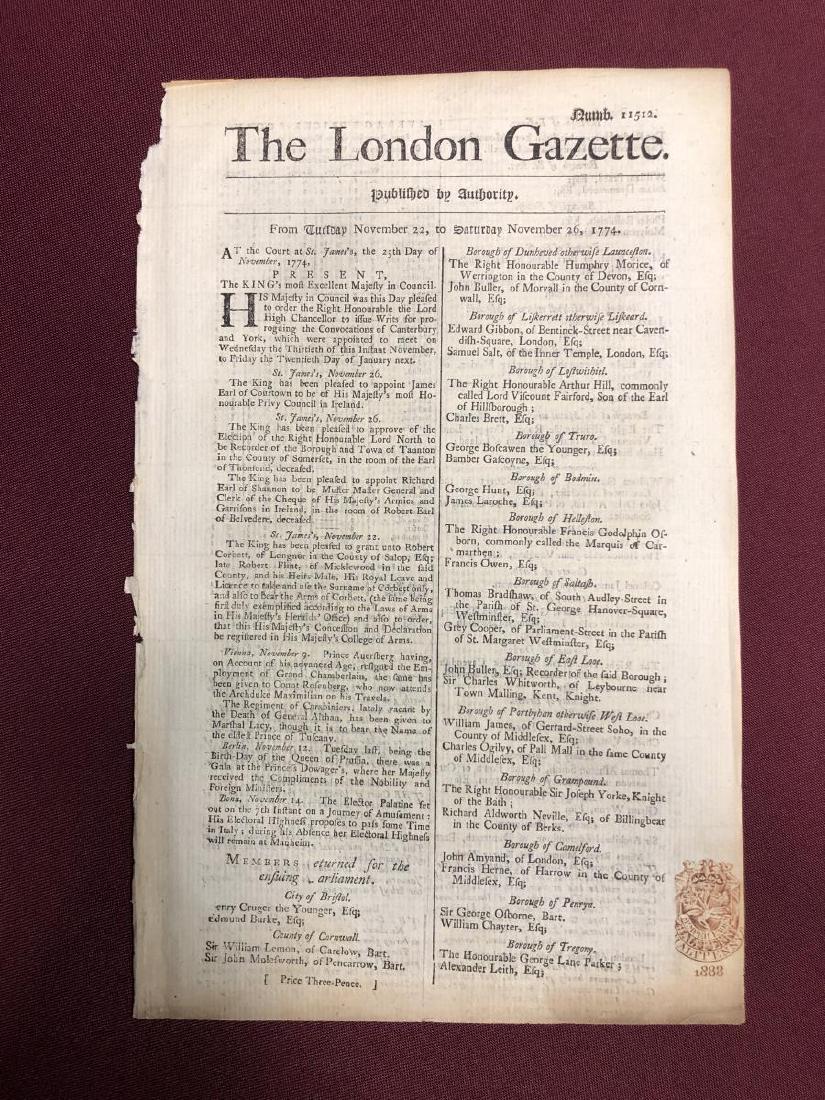 Numb. 11512.
The London Gazette.
Publiſhed by Authority.
From Tueſday November 22, to Saturday November 26, 1774.
AT the Court at St. James's, the 25th Day of
November, 1774,
PRESENT,
The KING's moſt Excellent Majeſty in Council.
HIS Majeſty in Council was this Day pleaſed
to order the Right Honourable the Lord
High Chancellor to iſſue Writs for pro-
roguing the Convocations of Canterbury
and York, which were appointed to meet on
Wedneſday the Thirtieth of this Inſtant November,
to Friday the Twentieth Day of January next.
St. James's, November 26.
The King has been pleaſed to appoint James
Earl of Courtown to be of His Majeſty's moſt Ho-
nourable Privy Council in Ireland.
St. James's, November 26.
The King has been pleaſed to approve of the
Election of the Right Honourable Lord North to
be Recorder of the Borough and Town of Taunton
in the County of Somerſet, in the room of the Earl
of Thomond, deceaſed.
The King has been pleaſed to appoint Richard
Earl of Shannon to be Muſter Maſter General and
Clerk of the Cheque of His Majeſty's Armies and
Garriſons in Ireland, in the room of Robert Earl
of Belvedere, deceaſed.
St. James's, November 22.
The King has been pleaſed to grant unto Robert
Corbett, of Longnor in the County of Salop, Eſq;
late Robert Flint, of Micklewood in the ſaid
County, and his Heirs Male, His Royal Leave and
Licence to take and uſe the Surname of Corbett only,
and alſo to bear the Arms of Corbett, (the ſame being
firſt duly exemplified according to the Laws of Arms
in His Majeſty's Heralds' Office) and alſo to order,
that this His Majeſty's Conceſſion and Declaration
be regiſtered in His Majeſty's College of Arms.
Vienna, November 9. Prince Auerſberg having,
on Account of his advanced Age, reſigned the Em-
ployment of Grand Chamberlain, the ſame has
been given to Count Roſenberg, who now attends
the Archduke Maximilian on his Travels.
The Regiment of Carabiniers, lately vacant by
the Death of General Althan, has been given to
Marſhal Lacy, though it is to bear the Name of
the eldeſt Prince of Tuſcany.
Berlin, November 12. Tueſday laſt, being the
Birth-Day of the Queen of Pruſſia, there was a
Gala at the Prince's Dowager's, where her Majeſty
received the Compliments of the Nobility and
Foreign Miniſters.
Bonn, November 14. The Elector Palatine ſet
out on the 7th Inſtant on a Journey of Amuſement:
His Electoral Highneſs propoſes to paſs ſome Time
in Italy; during his Abſence her Electoral Highneſs
will remain at Manheim.
MEMBERS eturned for the
enſuing arliament.
City of Briſtol.
enry Cruger the Younger, Eſq;
Edmund Burke, Eſq;
County of Cornwall.
Sir William Lemon, of Carelow, Bart.
Sir John Moleſworth, of Pencarrow, Bart.
[ Price Three-Pence. ]
Borough of Dunheved otherwiſe Launceſton.
The Right Honourable Humphry Morice, of
Werrington in the County of Devon, Eſq;
John Buller, of Morvall in the County of Corn-
wall, Eſq;
Borough of Liſkerrett otherwiſe Liſkeard.
Edward Gibbon, of Bentinck-Street near Caven-
diſh-Square, London, Eſq;
Samuel Salt, of the Inner Temple, London, Eſq;
Borough of Loſtwithiel.
The Right Honourable Arthur Hill, commonly
called Lord Viſcount Fairford, Son of the Earl
of Hillſborough;
Charles Brett, Eſq;
Borough of Truro.
George Boſcawen the Younger, Eſq;
Bamber Gaſcoyne, Eſq;
Borough of Bodmin.
George Hunt, Eſq;
James Laroche, Eſq;
Borough of Helleſton.
The Right Honourable Francis Godolphin Oſ-
born, commonly called the Marquis of Car-
marthen;
Francis Owen, Eſq;
Borough of Saltaſh.
Thomas Bradſhaw, of South Audley-Street in
the Pariſh of St. George Hanover-Square,
Weſtminſter, Eſq;
Grey Cooper, of Parliament-Street in the Pariſh
of St. Margaret Weſtminſter, Eſq;
Borough of Eaſt Looe.
John Buller, Eſq; Recorder of the ſaid Borough;
Sir Charles Whitworth, of Leybourne near
Town Malling, Kent, Knight.
Borough of Porthyhan otherwiſe Weſt Looe.
William James, of Gerrard-Street Soho, in the
County of Middleſex, Eſq;
Charles Ogilvy, of Pall Mall in the ſame County
of Middleſex, Eſq;
Borough of Grampound.
The Right Honourable Sir Joſeph Yorke, Knight
of the Bath;
Richard Aldworth Neville, Eſq; of Billingbear
in the County of Berks.
Borough of Camelford.
John Amyand, of London, Eſq;
Francis Herne, of Harrow in the County of
Middleſex, Eſq;
Borough of Penryn.
Sir George Oſborne, Bart.
William Chayter, Eſq;
Borough of Tregony.
The Honourable George Lane Parker;
Alexander Leith, Eſq;